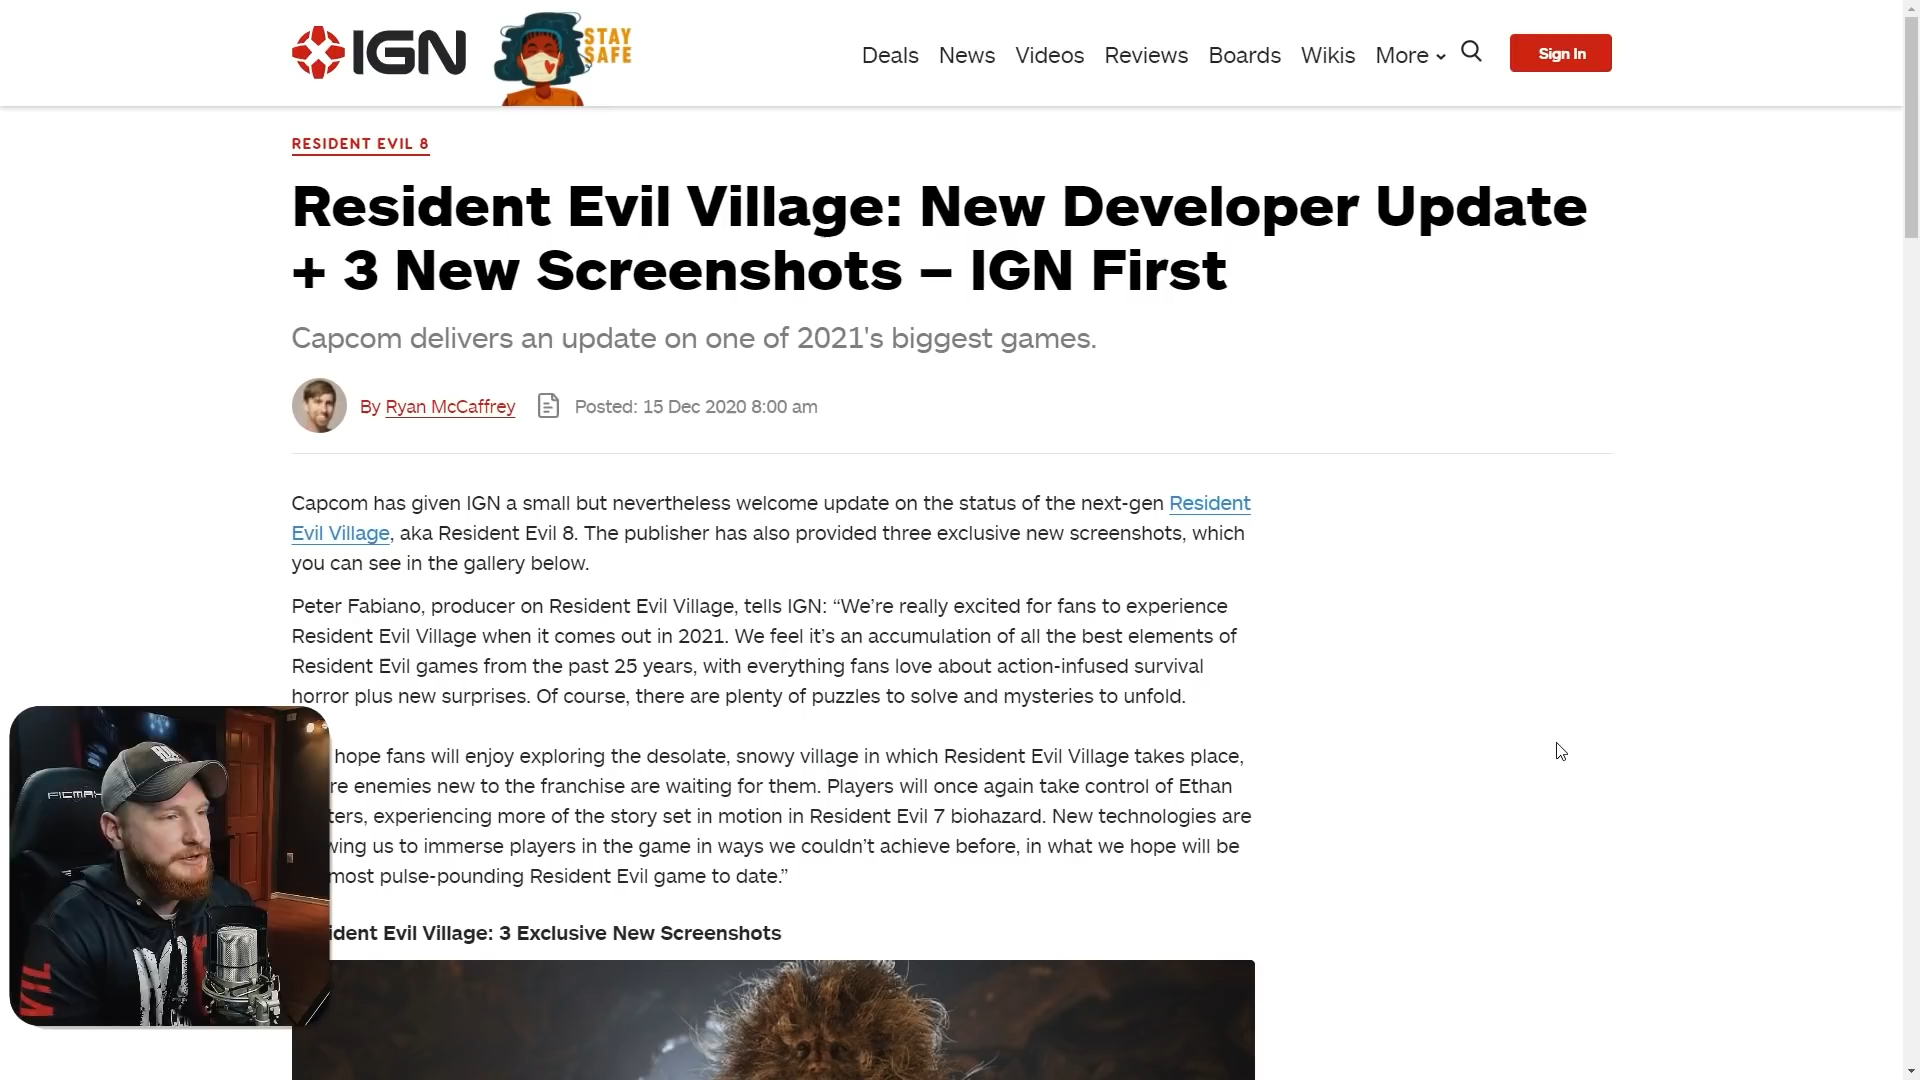 IGN
STAY
SAFE
Deals News Videos Reviews Boards Wikis More
Sign In
RESIDENT EVIL 8
Resident Evil Village: New Developer Update
+ 3 New Screenshots – IGN First
Capcom delivers an update on one of 2021's biggest games.
By Ryan McCaffrey Posted: 15 Dec 2020 8:00 am
Capcom has given IGN a small but nevertheless welcome update on the status of the next-gen Resident
Evil Village, aka Resident Evil 8. The publisher has also provided three exclusive new screenshots, which
you can see in the gallery below.
Peter Fabiano, producer on Resident Evil Village, tells IGN: “We’re really excited for fans to experience
Resident Evil Village when it comes out in 2021. We feel it’s an accumulation of all the best elements of
Resident Evil games from the past 25 years, with everything fans love about action-infused survival
horror plus new surprises. Of course, there are plenty of puzzles to solve and mysteries to unfold.
hope fans will enjoy exploring the desolate, snowy village in which Resident Evil Village takes place,
re enemies new to the franchise are waiting for them. Players will once again take control of Ethan
ters, experiencing more of the story set in motion in Resident Evil 7 biohazard. New technologies are
wing us to immerse players in the game in ways we couldn’t achieve before, in what we hope will be
most pulse-pounding Resident Evil game to date.”
ident Evil Village: 3 Exclusive New Screenshots